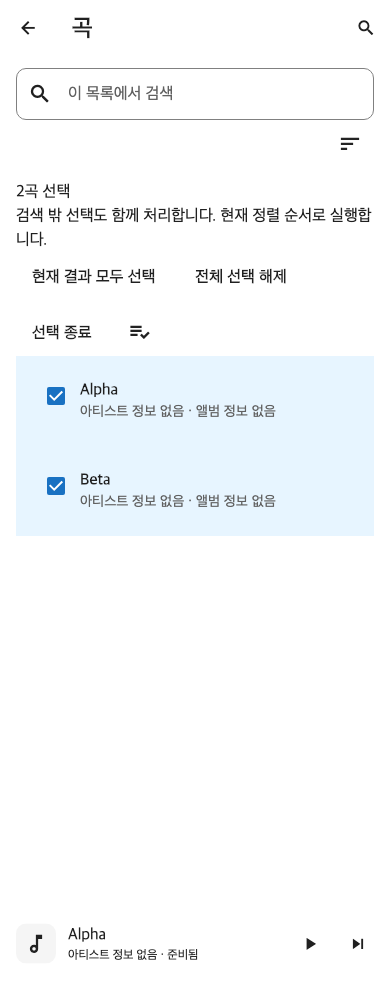 곡
이 목록에서 검색
2곡 선택
검색 밖 선택도 함께 처리합니다. 현재 정렬 순서로 실행합
니다.
현재 결과 모두 선택 전체 선택 해제
선택 종료
Alpha
아티스트 정보 없음 · 앨범 정보 없음
Beta
아티스트 정보 없음 · 앨범 정보 없음
Alpha
아티스트 정보 없음 · 준비됨